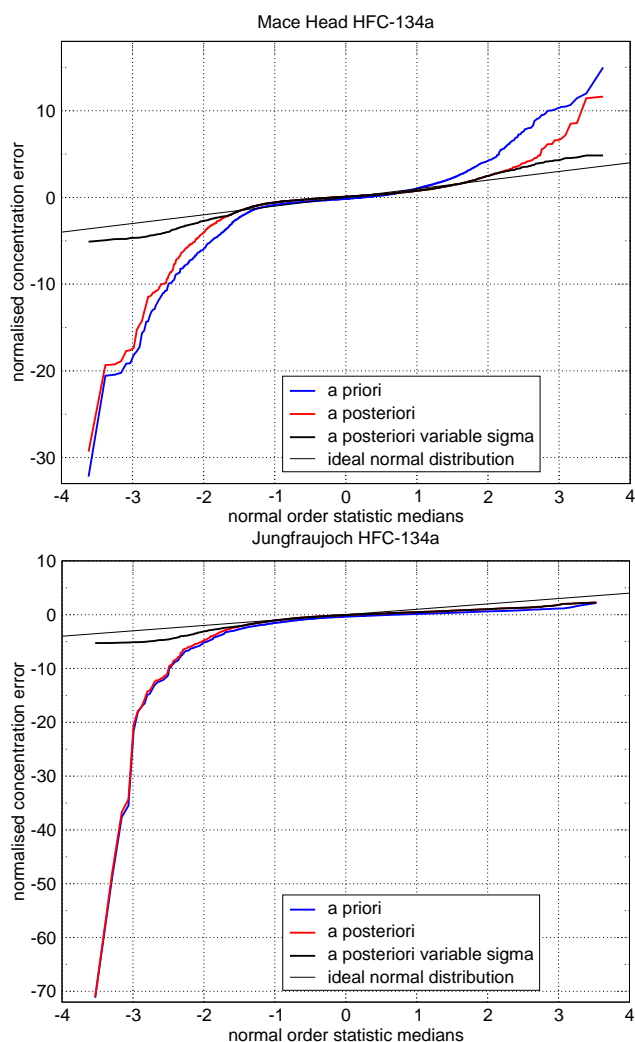 Mace Head HFC-134a
normalised concentration error
10
0
-10
-20
-30
a priori
a posteriori
a posteriori variable sigma
ideal normal distribution
-4 -3 -2 -1 0 1 2 3 4
normal order statistic medians
Jungfraujoch HFC-134a
normalised concentration error
10
0
-10
-20
-30
-40
-50
-60
-70
a priori
a posteriori
a posteriori variable sigma
ideal normal distribution
-4 -3 -2 -1 0 1 2 3 4
normal order statistic medians